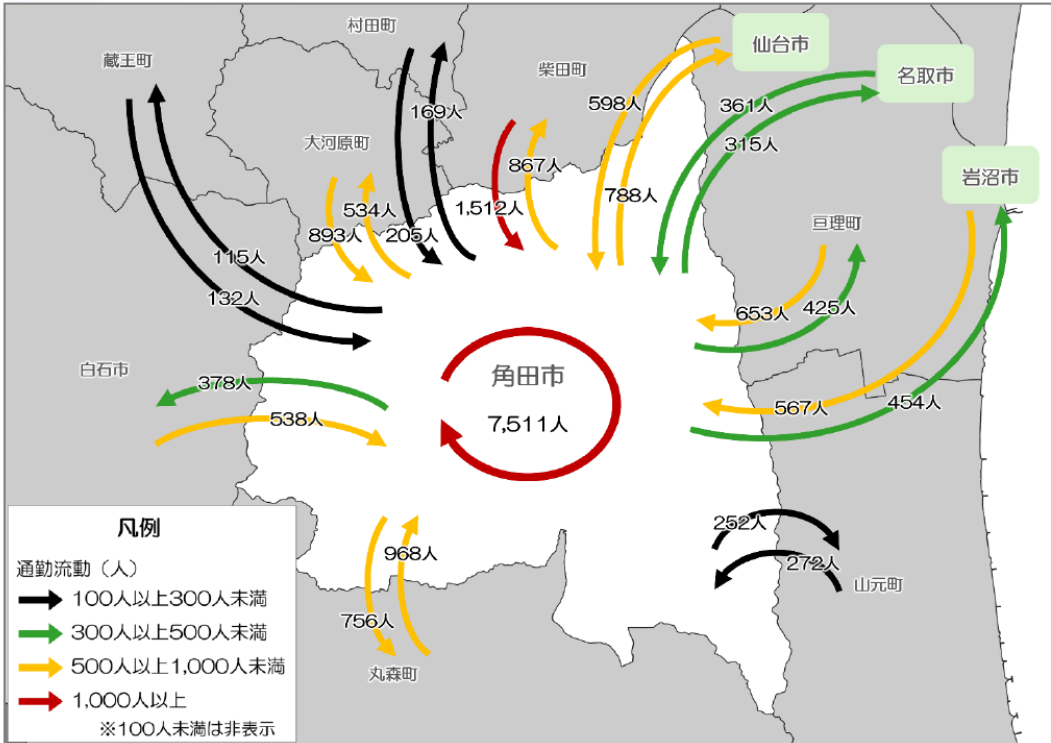 村田町
蔵王町
柴田町
仙台市
名取市
大河原町
岩沼市
亘理町
169人
598人
361人
315人
867人
788人
534人
1,512人
893人
205人
115人
132人
653人
425人
白石市
378人
538人
角田市
7,511人
567人
454人
252人
272人
山元町
968人
756人
丸森町
凡例
通勤流動（人）
100人以上300人未満
300人以上500人未満
500人以上1,000人未満
1,000人以上
※100人未満は非表示